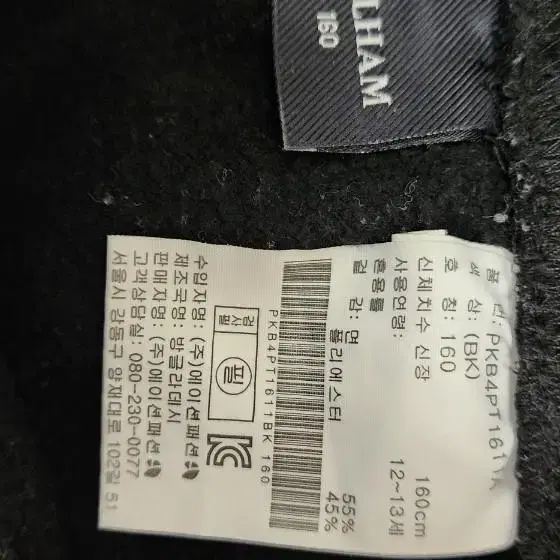 LHAM
160
품 번: PKB4PT1611
색 상: (BK)
호 칭: 160
신체치수 신장 160cm
사용연령: 12~13세
혼용률
겉 감: 면 55%
폴리에스터 45%
PKB4PT1611BK 160
검사필
필
수입자명: (주)에이션패션
제조국명: 방글라데시
판매자명: (주)에이션패션
고객상담실: 080-230-0077
서울시 강동구 양재대로 102길 51